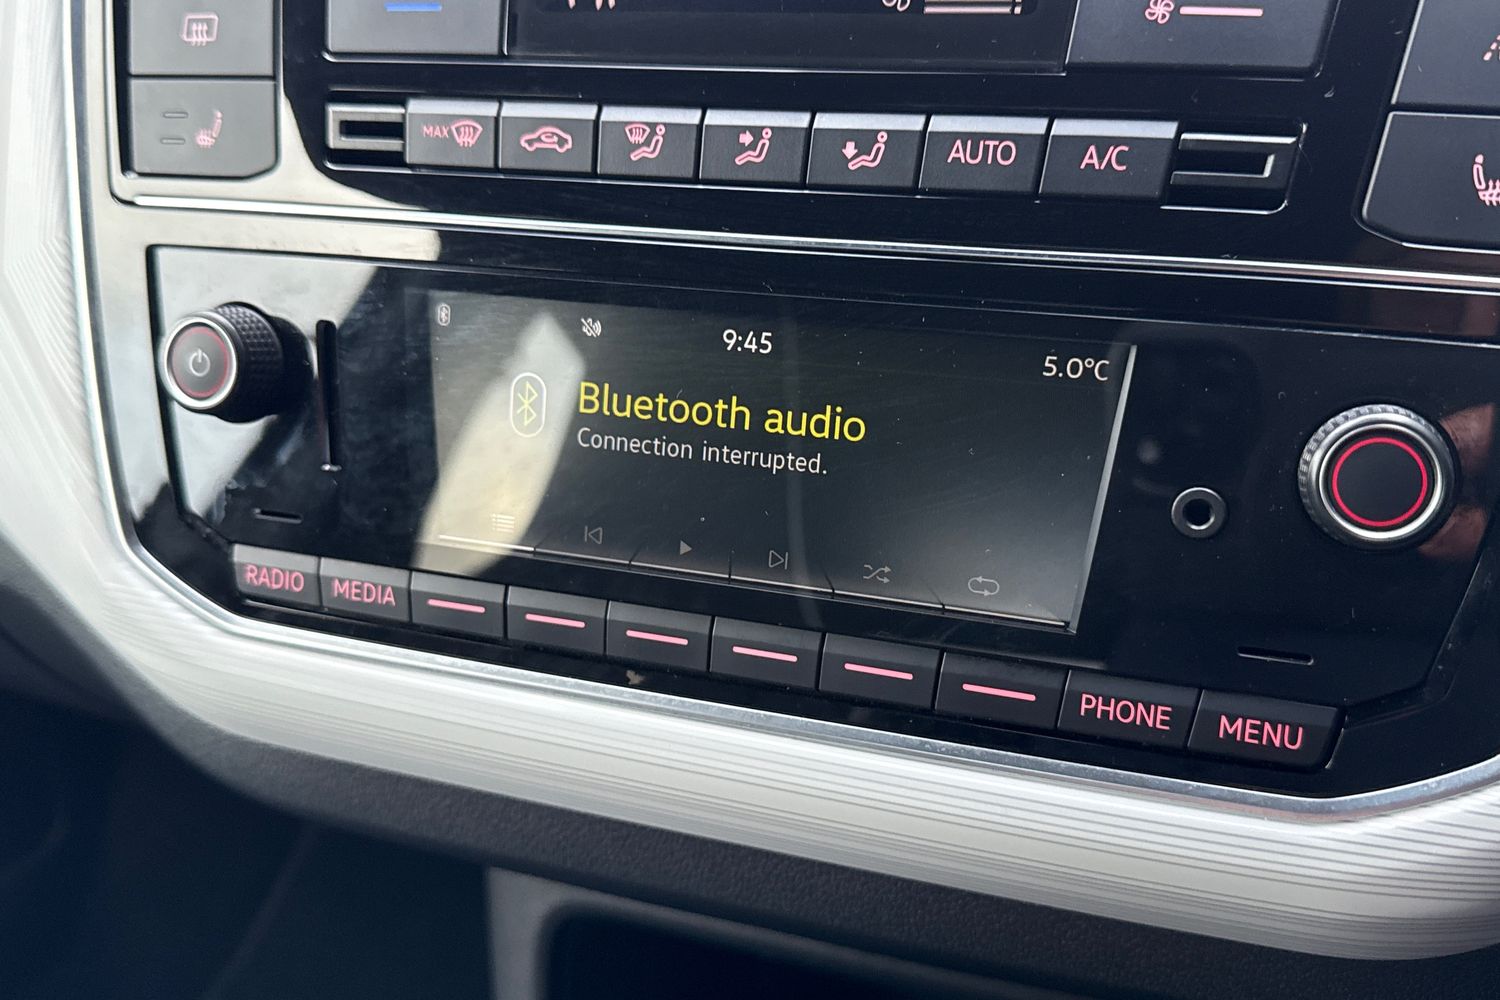 MAX
AUTO
A/C
9:45
5.0°C
Bluetooth audio
Connection interrupted.
RADIO
MEDIA
PHONE
MENU